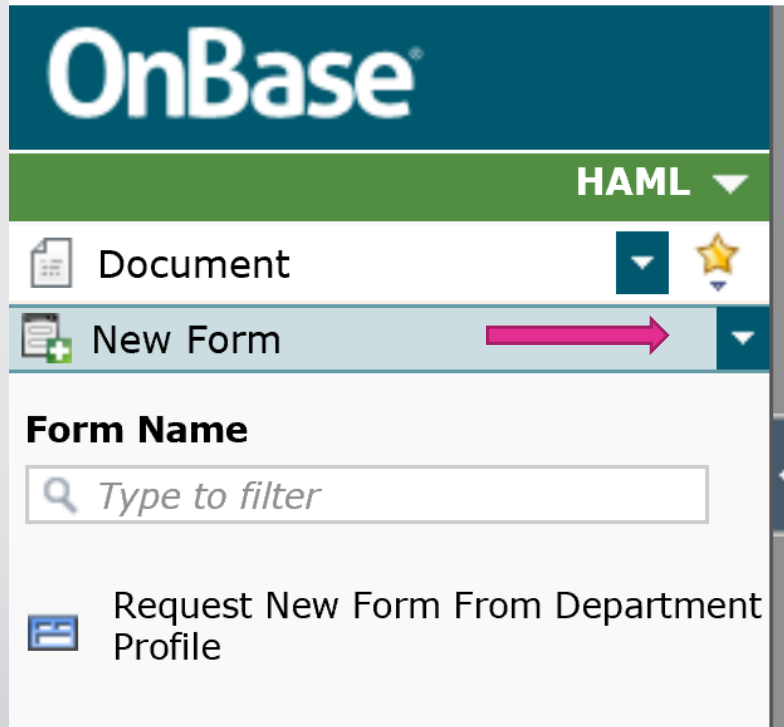 OnBase®
HAML
Document
New Form
Form Name
Type to filter
Request New Form From Department
Profile